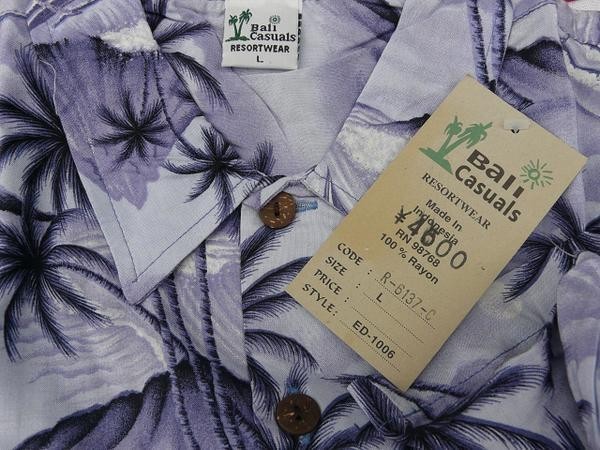 Bali
Casuals
RESORTWEAR
L
Bali
Casuals
RESORTWEAR
Made in
Indonesia
RN 98768
100 % Rayon
CODE : R-6137-C
SIZE : L
PRICE :
STYLE: ED-1006